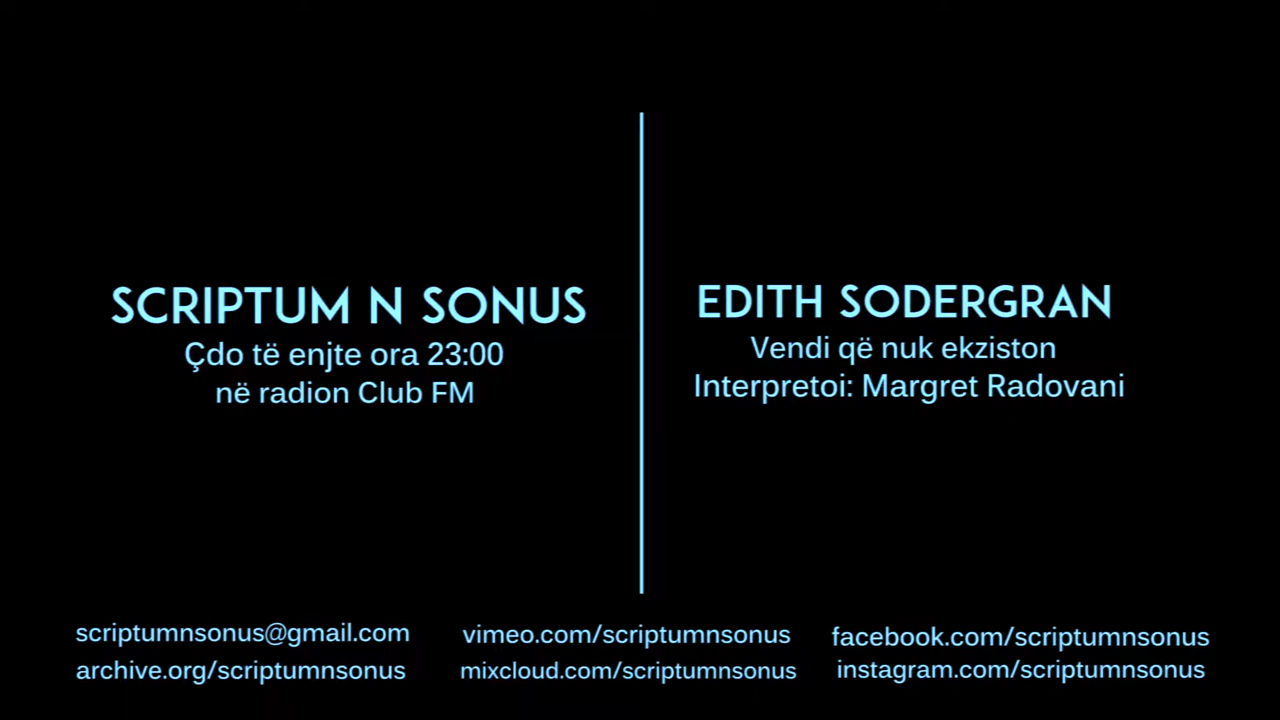 SCRIPTUM N SONUS
Çdo të enjte ora 23:00
në radion Club FM
EDITH SODERGRAN
Vendi që nuk ekziston
Interpretoi: Margret Radovani
scriptumnsonus@gmail.com
archive.org/scriptumnsonus
vimeo.com/scriptumnsonus
mixcloud.com/scriptumnsonus
facebook.com/scriptumnsonus
instagram.com/scriptumnsonus